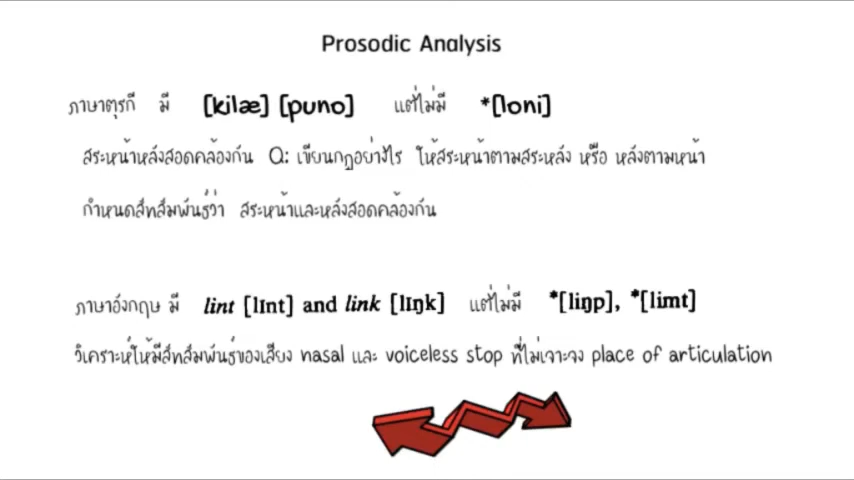 Prosodic Analysis
ภาษาตุรกี มี [kilæ] [puno] แต่ไม่มี *[loni]
สระหน้าหลังสอดคล้องกัน Q: เขียนกฎอย่างไร ให้สระหน้าตามสระหลัง หรือ หลังตามหน้า
กำหนดสัทสัมพันธ์ว่า สระหน้าและหลังสอดคล้องกัน
ภาษาอังกฤษ มี lint [lɪnt] and link [lɪŋk] แต่ไม่มี *[liŋp], *[limt]
วิเคราะห์ให้มีสัทสัมพันธ์ของเสียง nasal และ voiceless stop ที่ไม่เจาะจง place of articulation